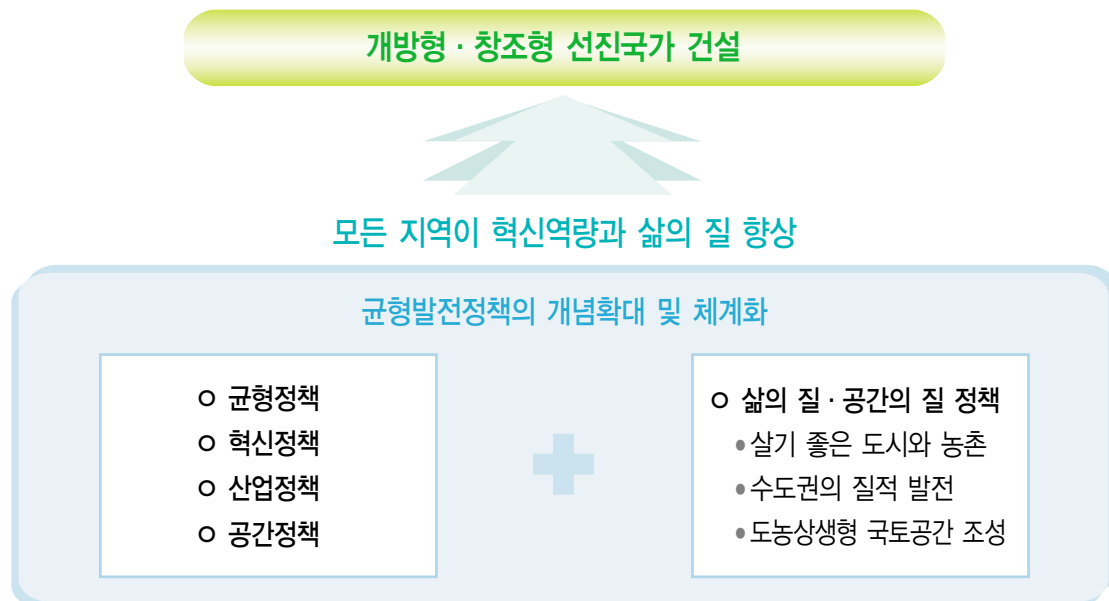 개방형 · 창조형 선진국가 건설
모든 지역이 혁신역량과 삶의 질 향상
균형발전정책의 개념확대 및 체계화
ㅇ 균형정책
ㅇ 혁신정책
ㅇ 산업정책
ㅇ 공간정책
ㅇ 삶의 질 · 공간의 질 정책
• 살기 좋은 도시와 농촌
• 수도권의 질적 발전
• 도농상생형 국토공간 조성